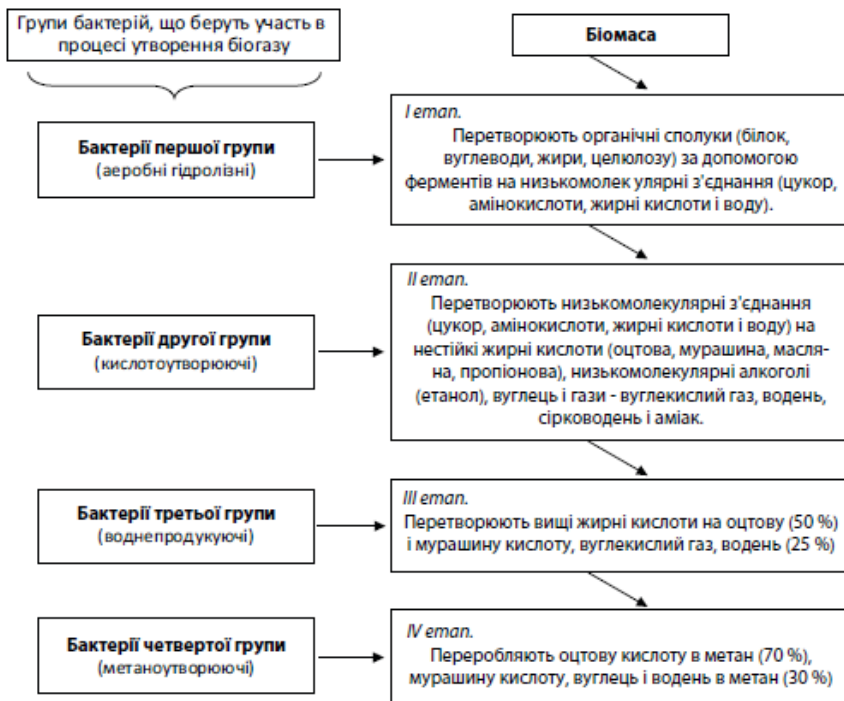 Групи бактерій, що беруть участь в
процесі утворення біогазу
Біомаса
Бактерії першої групи
(аеробні гідролізні)
I етап.
Перетворюють органічні сполуки (білок,
вуглеводи, жири, целюлозу) за допомогою
ферментів на низькомолек улярні з'єднання (цукор,
амінокислоти, жирні кислоти і воду).
Бактерії другої групи
(кислотоутворюючі)
II етап.
Перетворюють низькомолекулярні з'єднання
(цукор, амінокислоти, жирні кислоти і воду) на
нестійкі жирні кислоти (оцтова, мурашина, масля-
на, пропіонова), низькомолекулярні алкоголі
(етанол), вуглець і гази - вуглекислий газ, водень,
сірководень і аміак.
Бактерії третьої групи
(воднепродукуючі)
III етап.
Перетворюють вищі жирні кислоти на оцтову (50 %)
і мурашину кислоту, вуглекислий газ, водень (25 %)
Бактерії четвертої групи
(метаноутворюючі)
IV етап.
Переробляють оцтову кислоту в метан (70 %),
мурашину кислоту, вуглець і водень в метан (30 %)